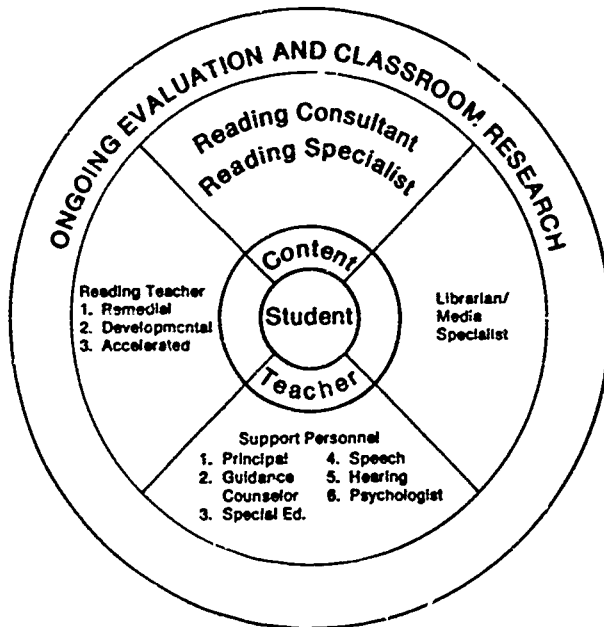 ONGOING EVALUATION AND CLASSROOM RESEARCH
Reading Consultant
Reading Specialist
Content
Student
Teacher
Reading Teacher
1. Remedial
2. Developmental
3. Accelerated
Librarian/
Media
Specialist
Support Personnel
1. Principal
2. Guidance
Counselor
3. Special Ed.
4. Speech
5. Hearing
6. Psychologist